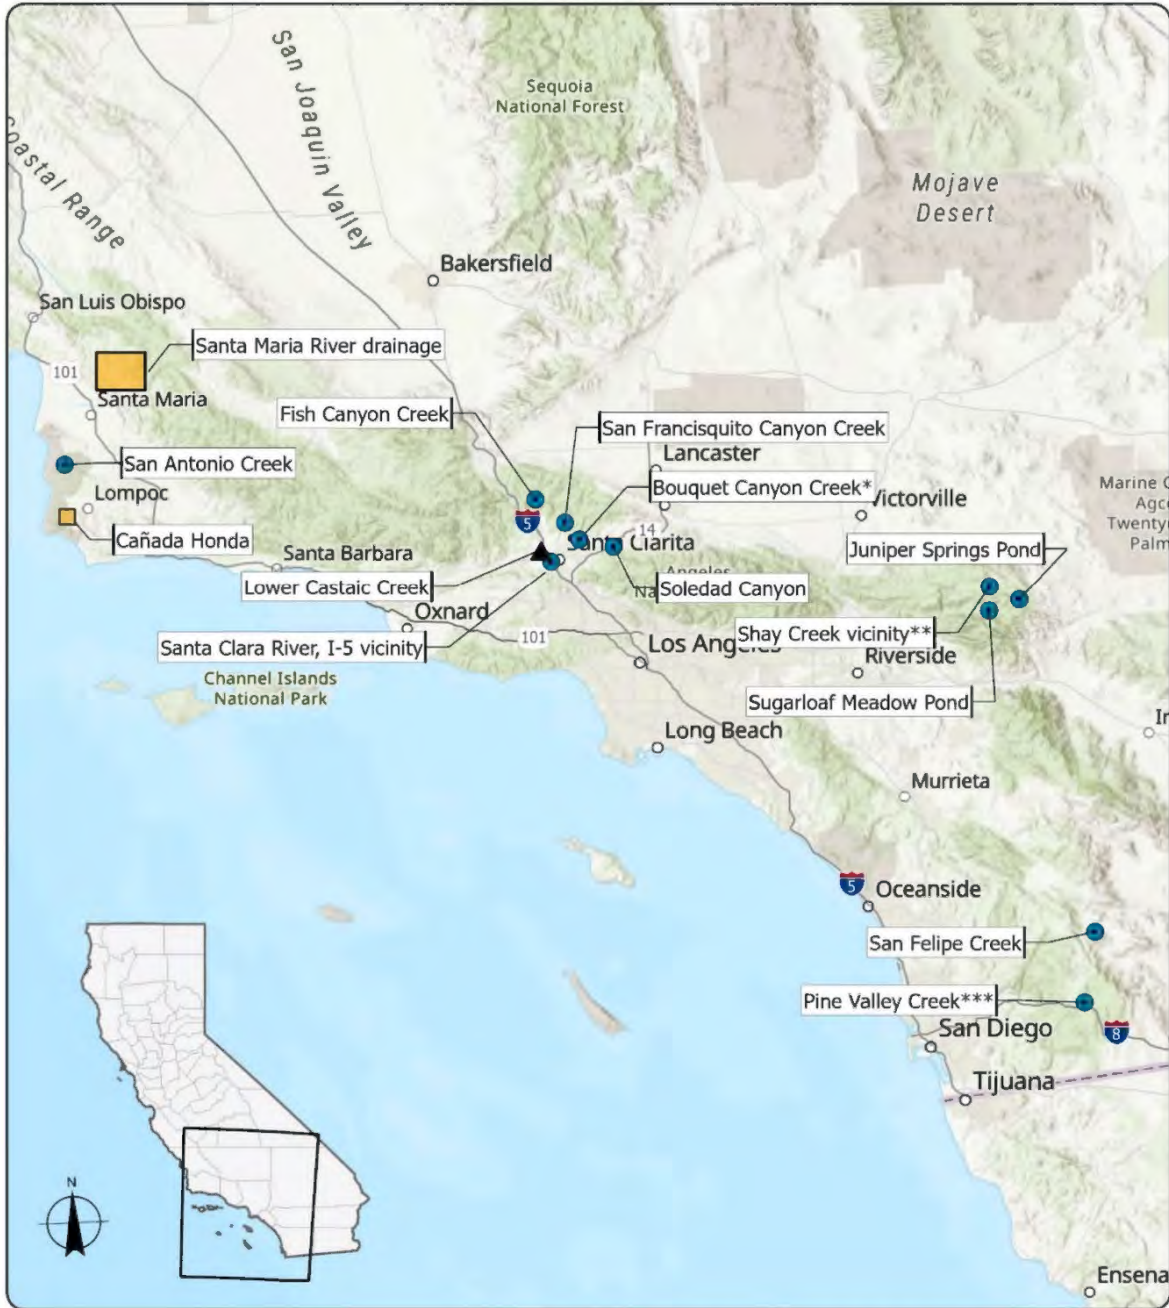 San Joaquin Valley
Sequoia
National Forest
Coastal Range
Mojave
Desert
Bakersfield
San Luis Obispo
Santa Maria River drainage
101
Santa Maria
Fish Canyon Creek
San Francisquito Canyon Creek
Lancaster
San Antonio Creek
Bouquet Canyon Creek*
Marine
Lompoc
Victorville
5
14
Cañada Honda
Santa Barbara
Santa Clarita
Juniper Springs Pond
Angeles
Lower Castaic Creek
Soledad Canyon
Oxnard
101
Shay Creek vicinity**
Santa Clara River, I-5 vicinity
Los Angeles
Riverside
Channel Islands
National Park
Sugarloaf Meadow Pond
Long Beach
Murrieta
5
Oceanside
San Felipe Creek
Pine Valley Creek***
San Diego
8
Tijuana
N
Ensena